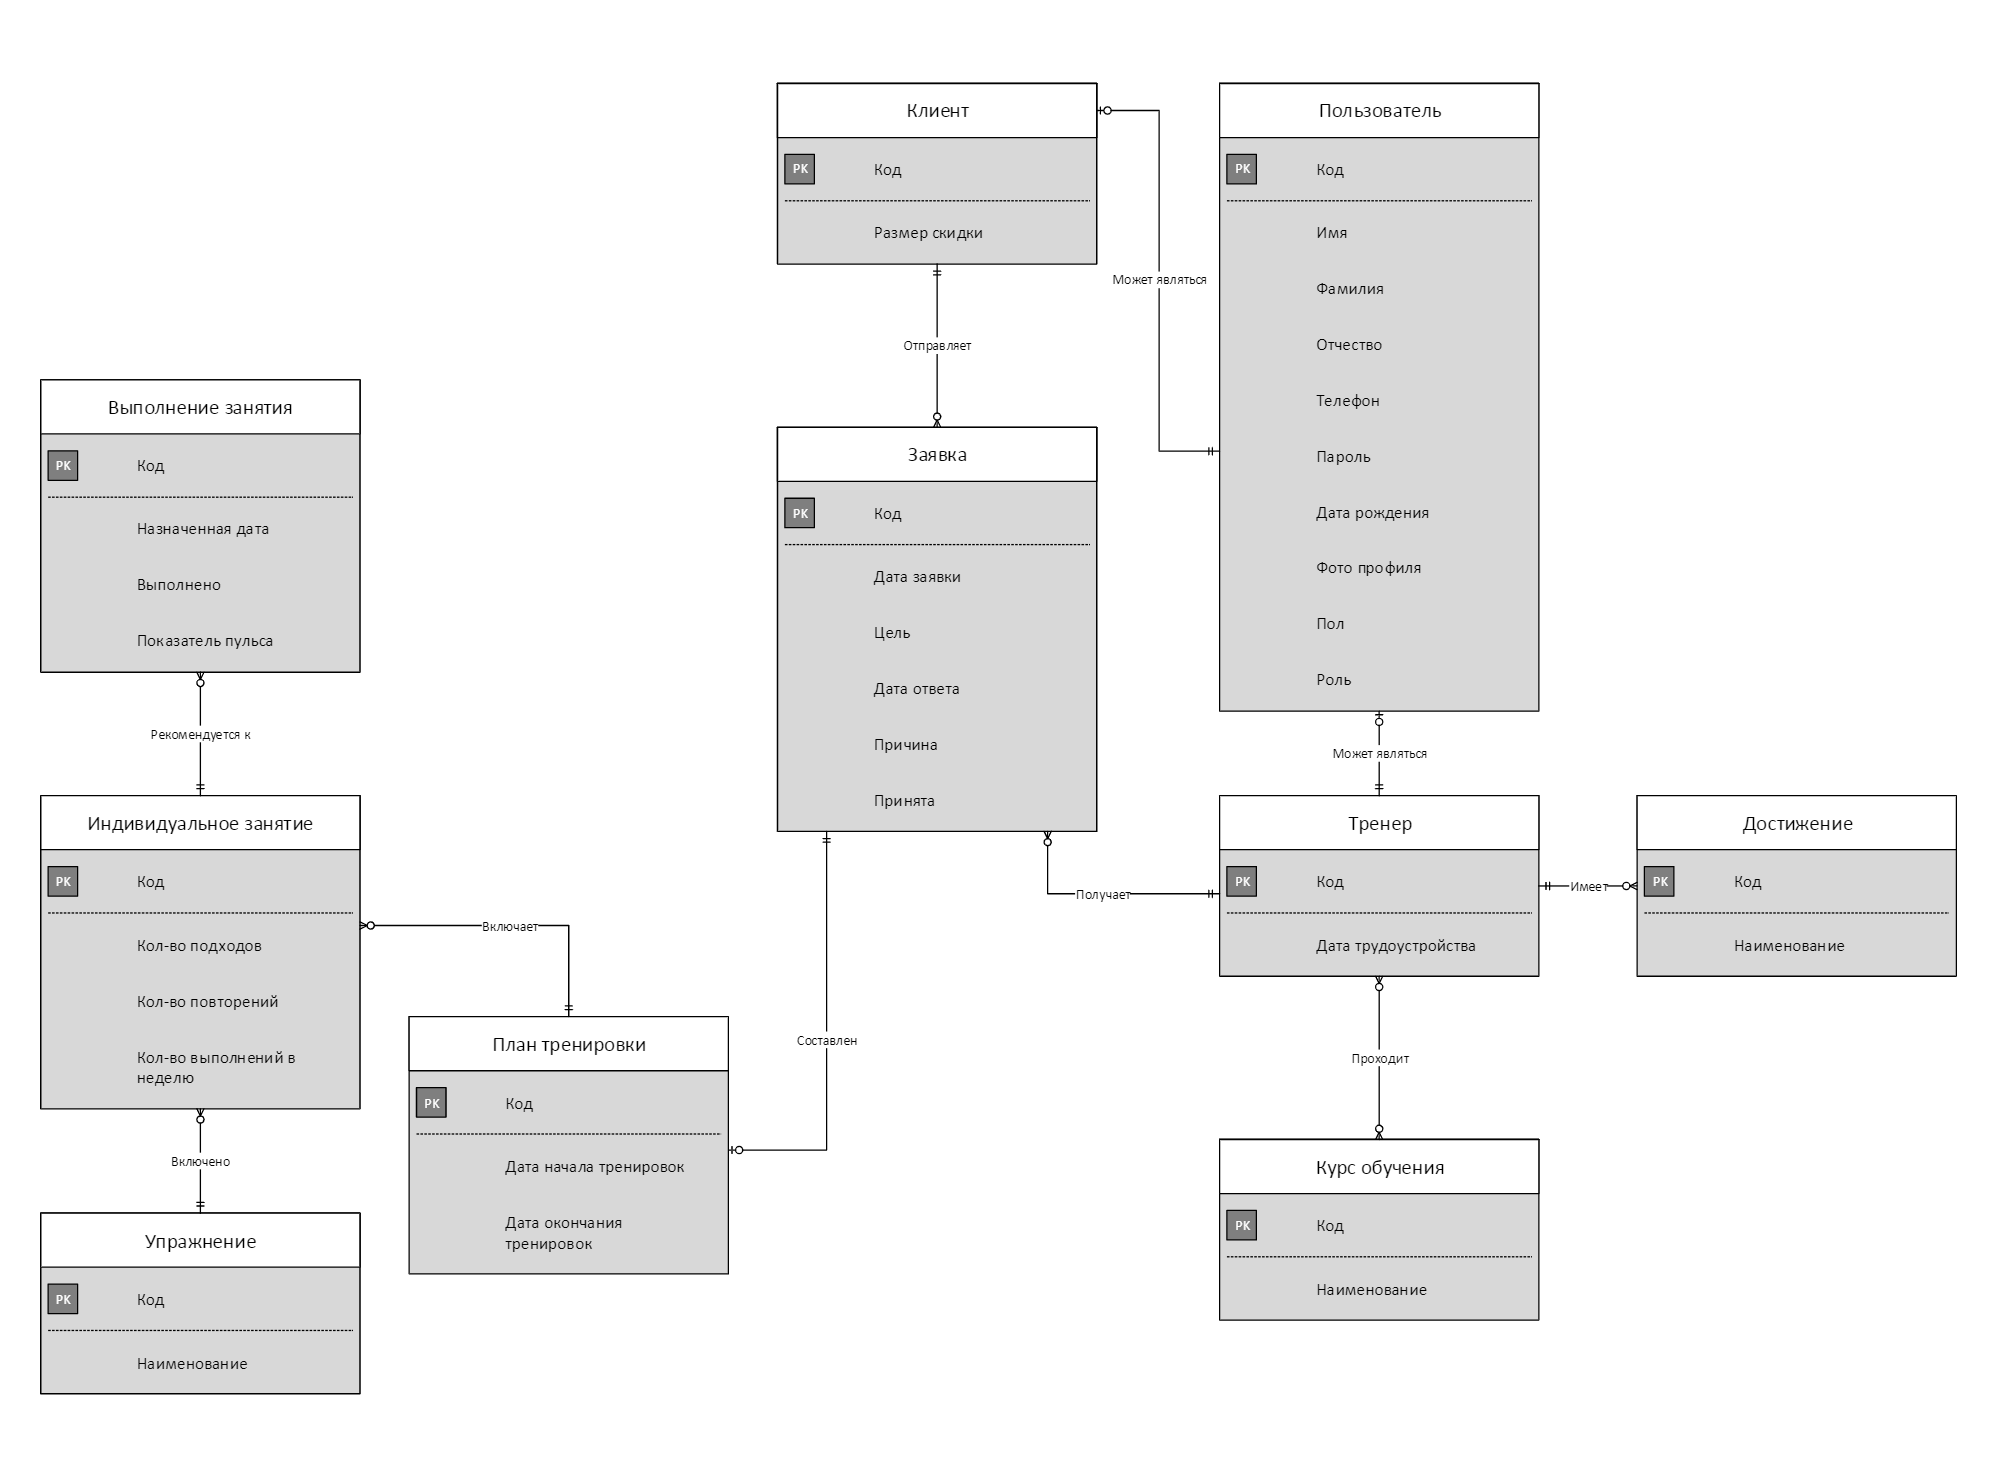 Клиент
PK
Код
Размер скидки
Пользователь
PK
Код
Имя
Фамилия
Отчество
Телефон
Пароль
Дата рождения
Фото профиля
Пол
Роль
Может являться
Отправляет
Выполнение занятия
PK
Код
Назначенная дата
Выполнено
Показатель пульса
Заявка
PK
Код
Дата заявки
Цель
Дата ответа
Причина
Принята
Рекомендуется к
Может являться
Индивидуальное занятие
PK
Код
Кол-во подходов
Кол-во повторений
Кол-во выполнений в
неделю
Включает
Получает
Тренер
PK
Код
Дата трудоустройства
Имеет
Достижение
PK
Код
Наименование
План тренировки
PK
Код
Дата начала тренировок
Дата окончания
тренировок
Составлен
Проходит
Включено
Упражнение
PK
Код
Наименование
Курс обучения
PK
Код
Наименование